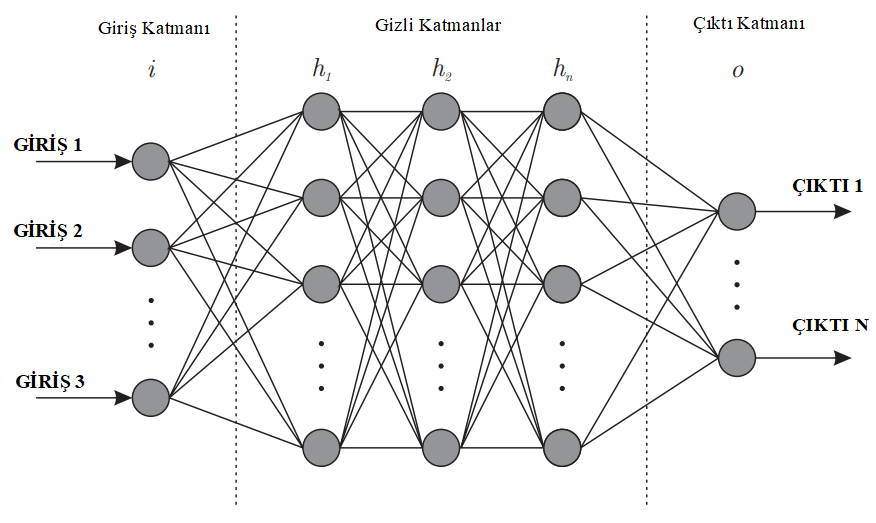 Giriş Katmanı
Gizli Katmanlar
Çıktı Katmanı
i
h1
h2
hn
o
GİRİŞ 1
GİRİŞ 2
GİRİŞ 3
ÇIKTI 1
ÇIKTI N